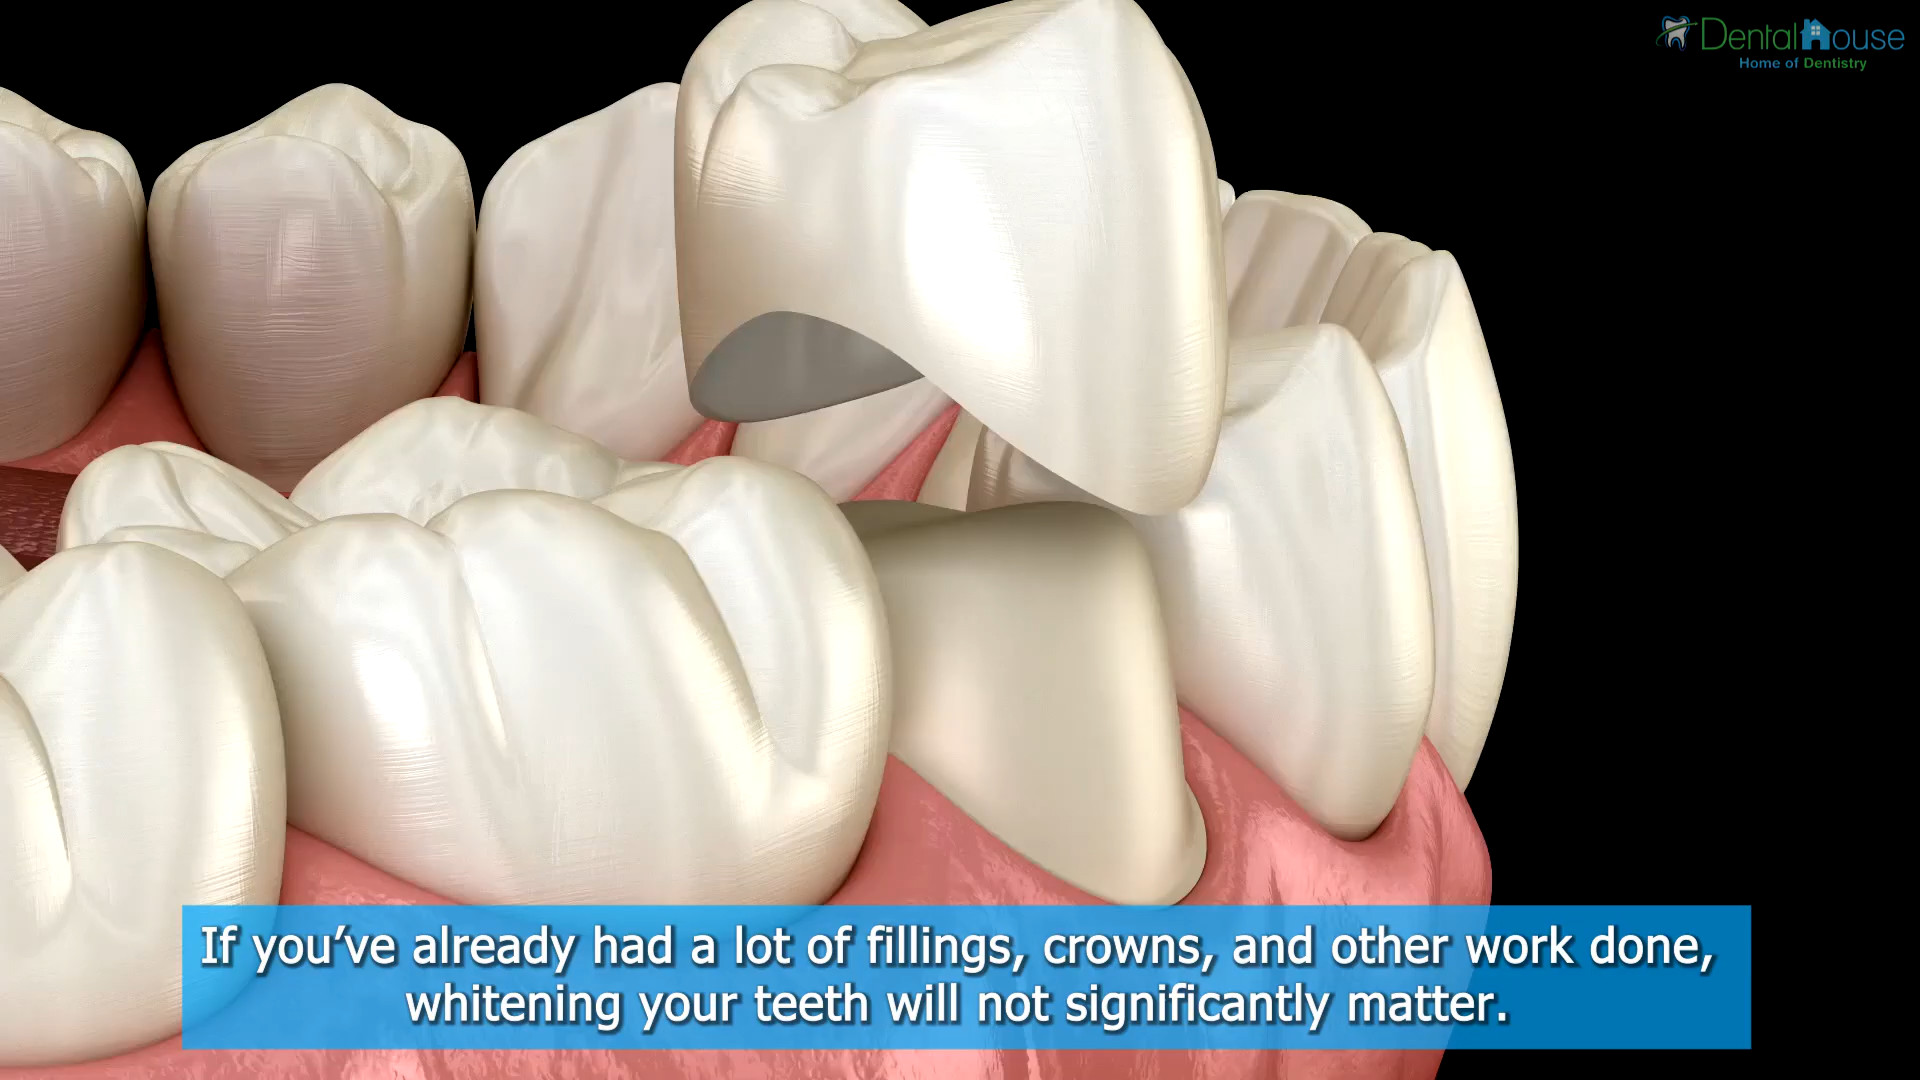 DentalHouse
Home of Dentistry
If you've already had a lot of fillings, crowns, and other work done,
whitening your teeth will not significantly matter.